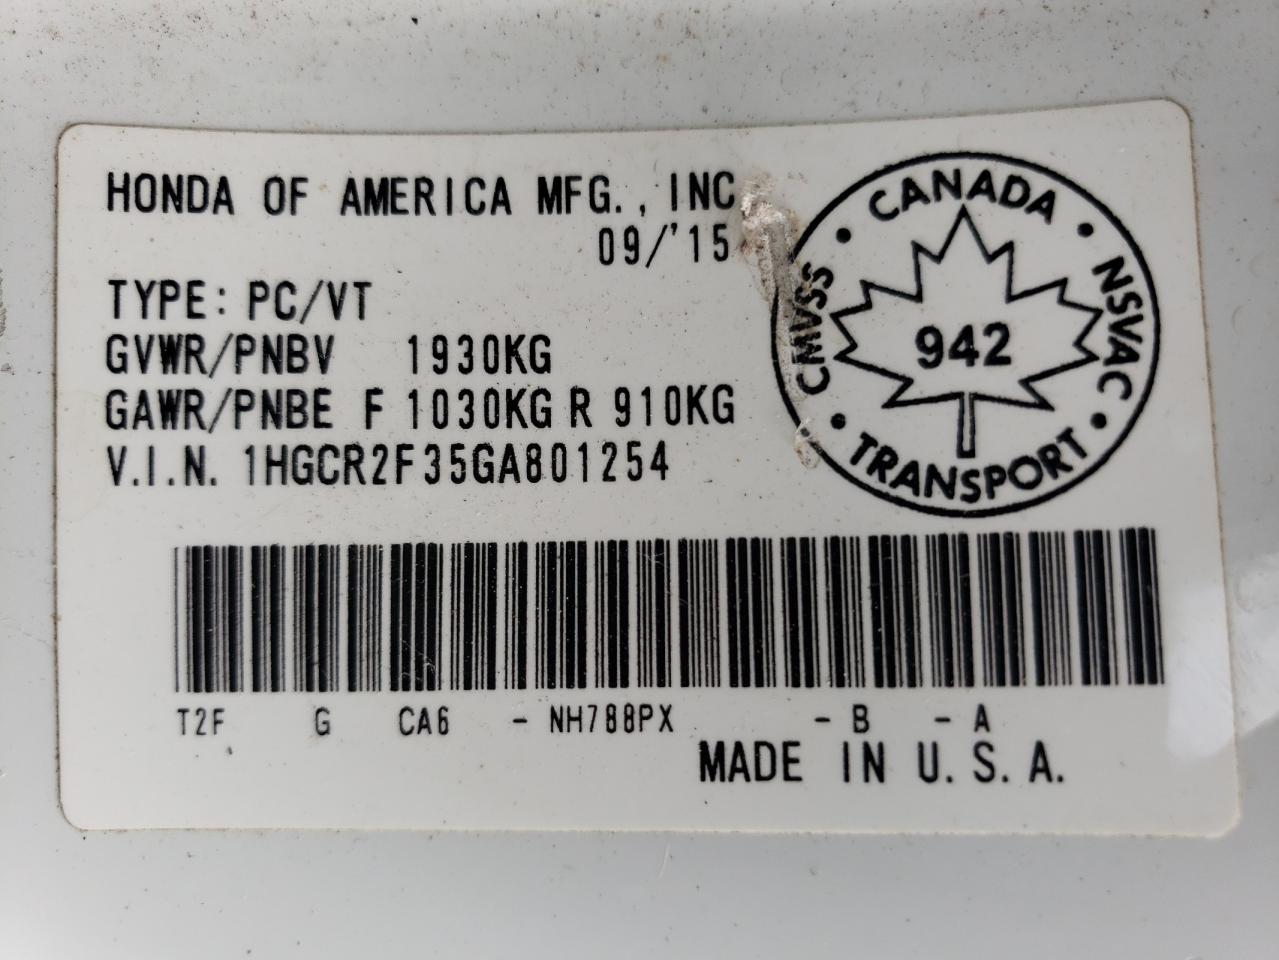 HONDA OF AMERICA MFG., INC
09/'15
TYPE: PC/VT
GVWR/PNBV 1930KG
GAWR/PNBE F 1030KG R 910KG
V.I.N. 1HGCR2F35GA801254
CANADA
CMVSS
NSVAC
942
TRANSPORT
T2F G CA6 - NH788PX - B - A
MADE IN U.S.A.